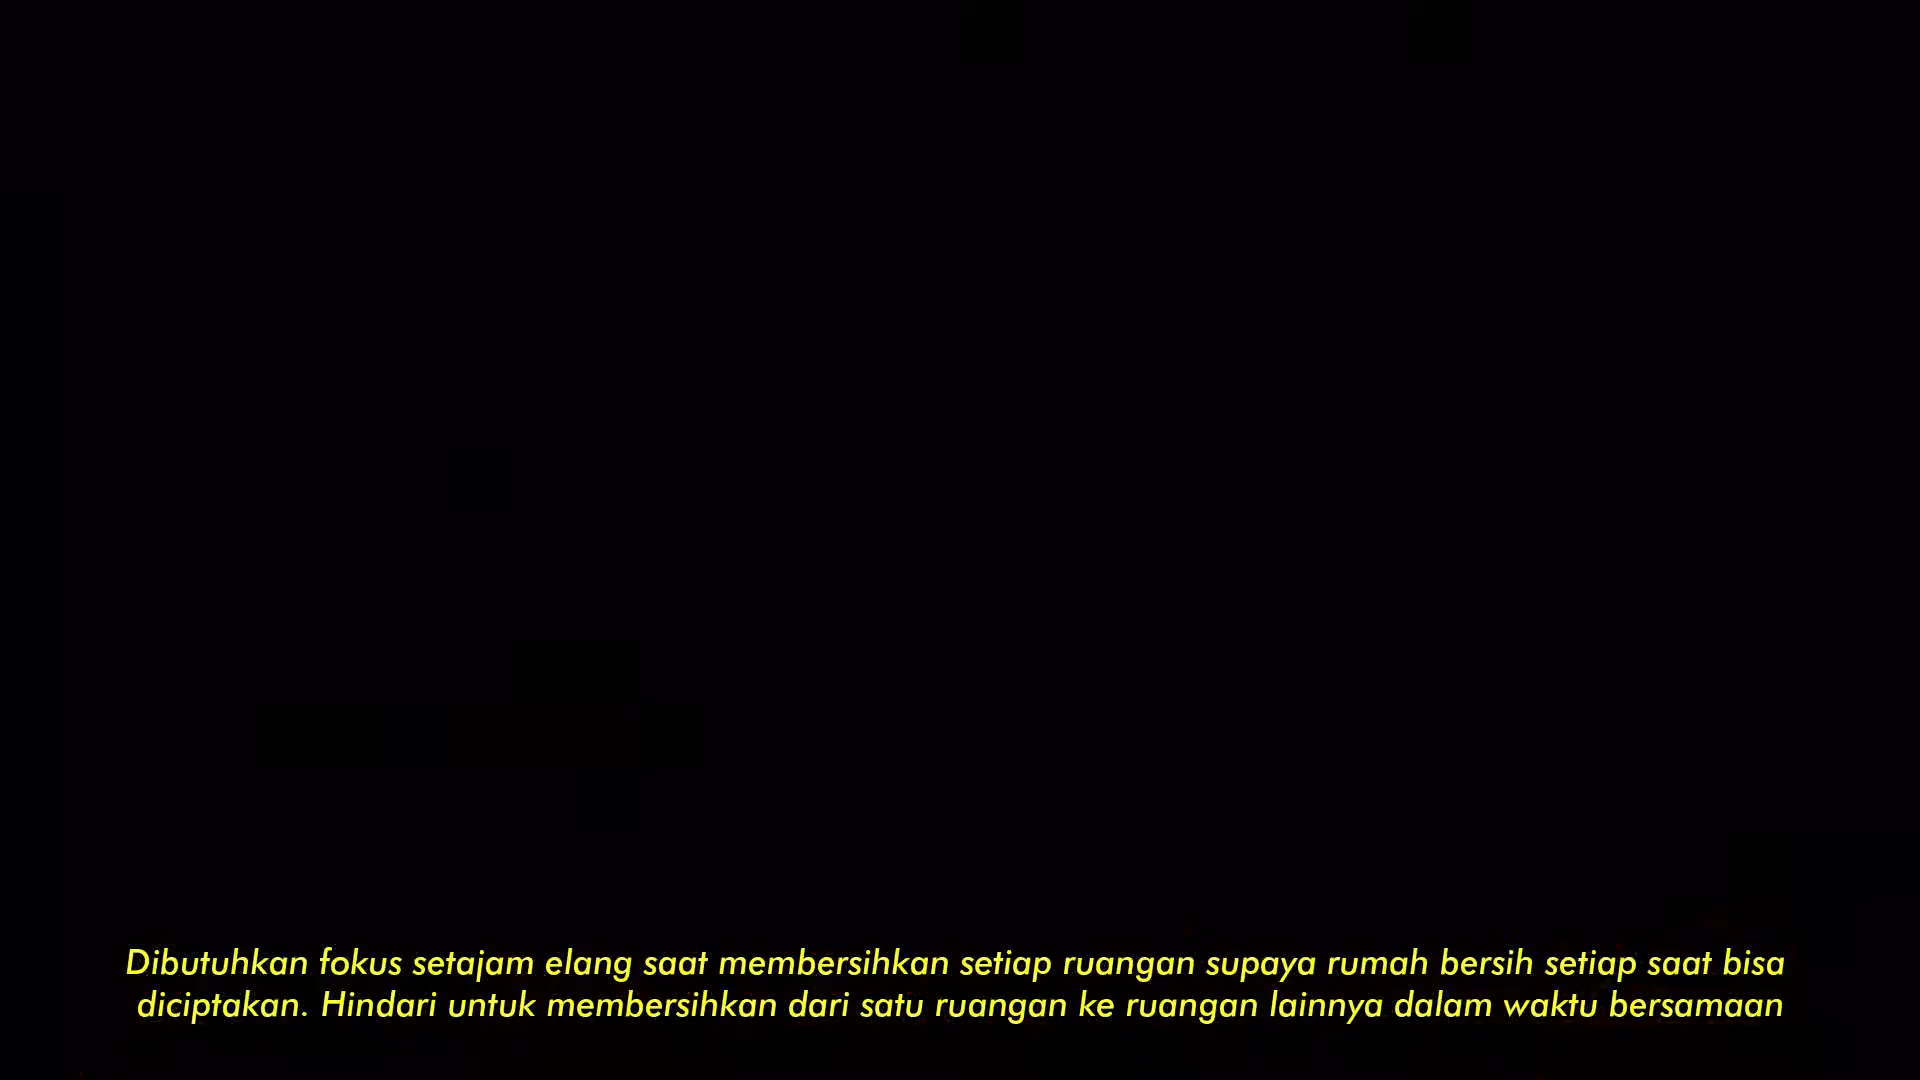 Dibutuhkan fokus setajam elang saat membersihkan setiap ruangan supaya rumah bersih setiap saat bisa
diciptakan. Hindari untuk membersihkan dari satu ruangan ke ruangan lainnya dalam waktu bersamaan